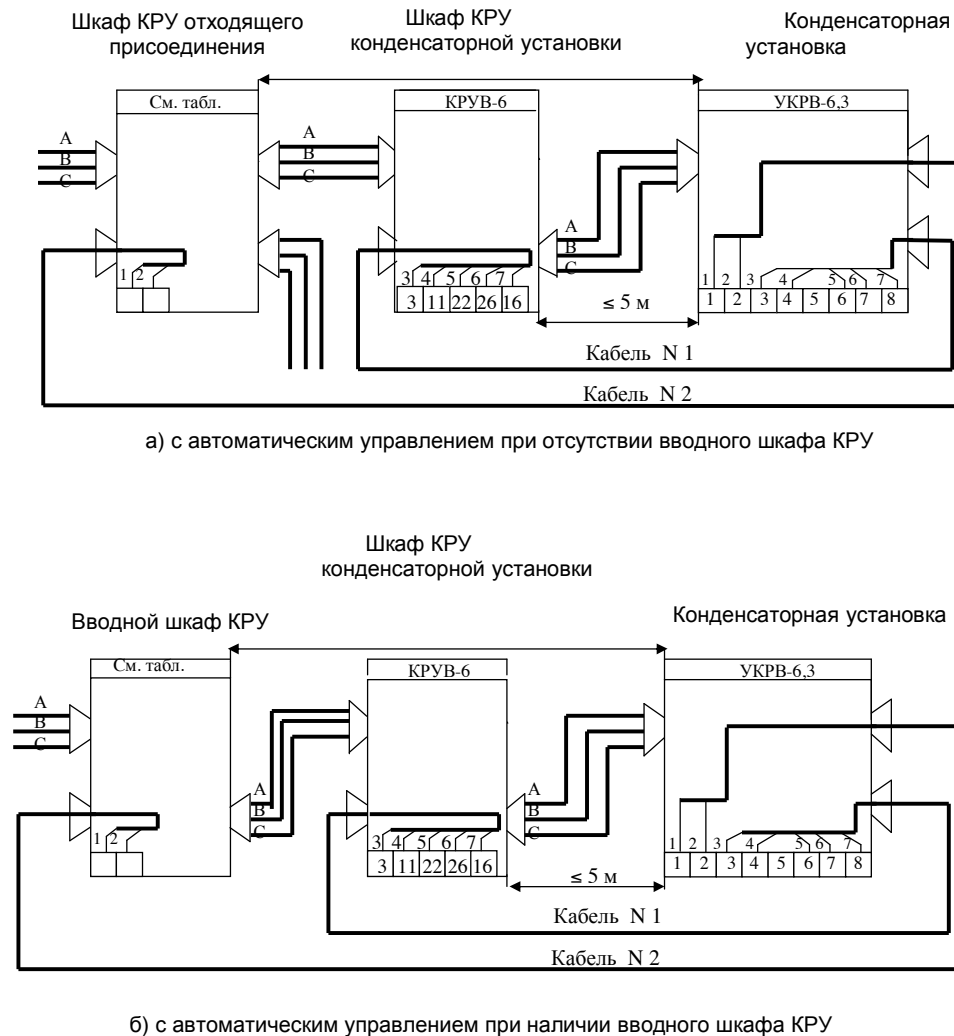 Шкаф КРУ отходящего
присоединения
Шкаф КРУ
конденсаторной установки
Конденсаторная
установка
См. табл.
КРУВ-6
УКРВ-6,3
A
B
C
A
B
C
A
B
C
1 2
3 4 5 6 7
3 11 22 26 16
1 2 3 4 5 6 7
1 2 3 4 5 6 7 8
≤ 5 м
Кабель N 1
Кабель N 2
а) с автоматическим управлением при отсутствии вводного шкафа КРУ
Шкаф КРУ
конденсаторной установки
Вводной шкаф КРУ
Конденсаторная установка
См. табл.
КРУВ-6
УКРВ-6,3
A
B
C
A
B
C
A
B
C
1 2
3 4 5 6 7
3 11 22 26 16
1 2 3 4 5 6 7
1 2 3 4 5 6 7 8
≤ 5 м
Кабель N 1
Кабель N 2
б) с автоматическим управлением при наличии вводного шкафа КРУ